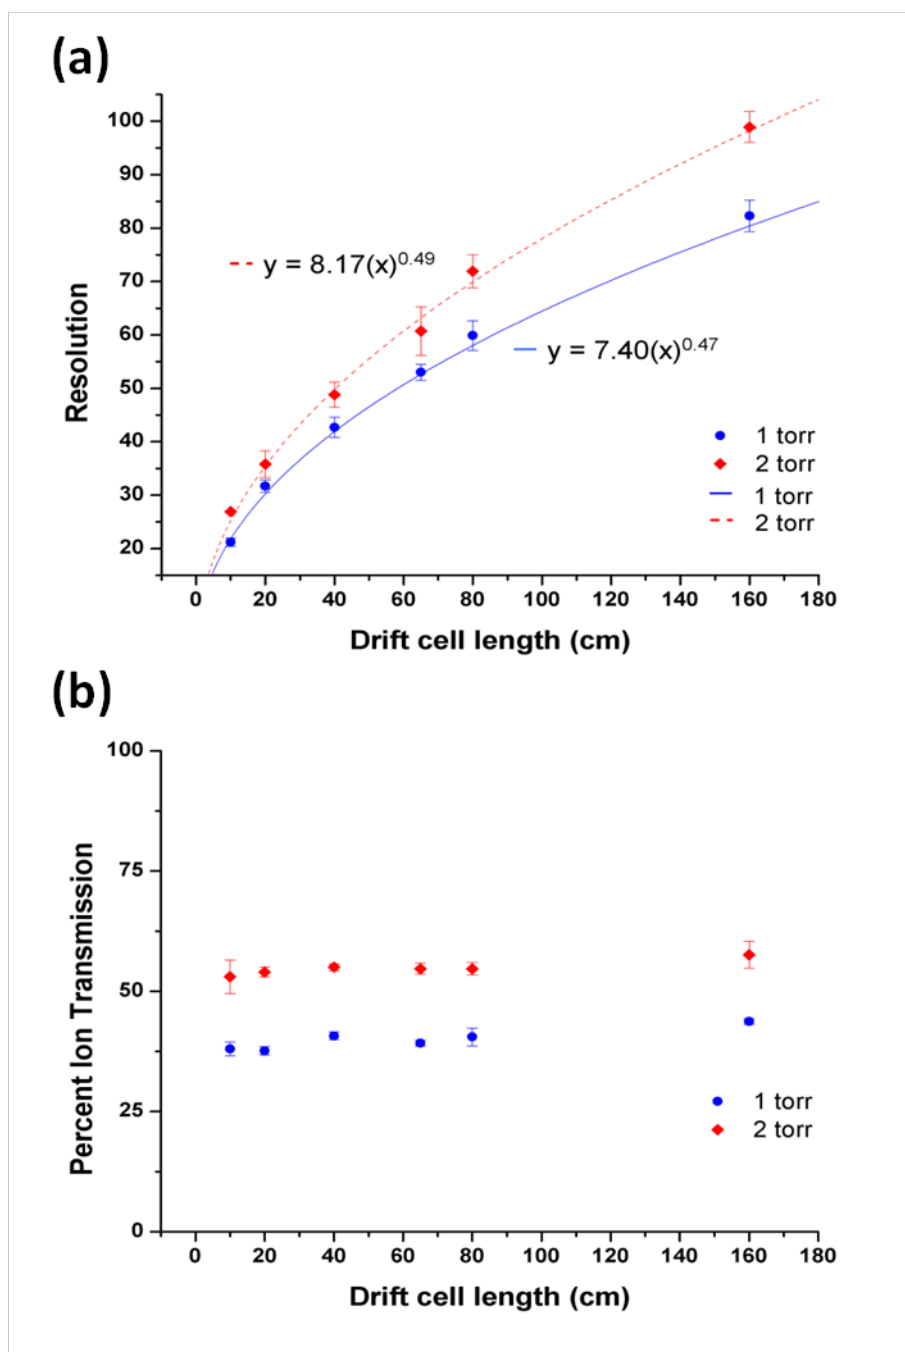 (a)
100
90
80
70
60
50
40
30
20
Resolution
y = 8.17(x)^0.49
y = 7.40(x)^0.47
1 torr
2 torr
1 torr
2 torr
0 20 40 60 80 100 120 140 160 180
Drift cell length (cm)
(b)
100
75
50
25
0
Percent Ion Transmission
1 torr
2 torr
0 20 40 60 80 100 120 140 160 180
Drift cell length (cm)